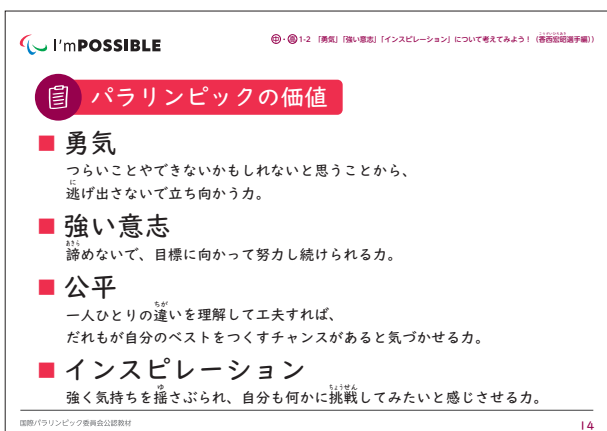 I'mPOSSIBLE
中・高 1-2 「勇気」「強い意志」「インスピレーション」について考えてみよう！（香西宏昭選手編））
パラリンピックの価値
勇気
つらいことやできないかもしれないと思うことから、
逃げ出さないで立ち向かう力。
強い意志
諦めないで、目標に向かって努力し続けられる力。
公平
一人ひとりの違いを理解して工夫すれば、
だれもが自分のベストをつくすチャンスがあると気づかせる力。
インスピレーション
強く気持ちを揺さぶられ、自分も何かに挑戦してみたいと感じさせる力。
国際パラリンピック委員会公認教材
14